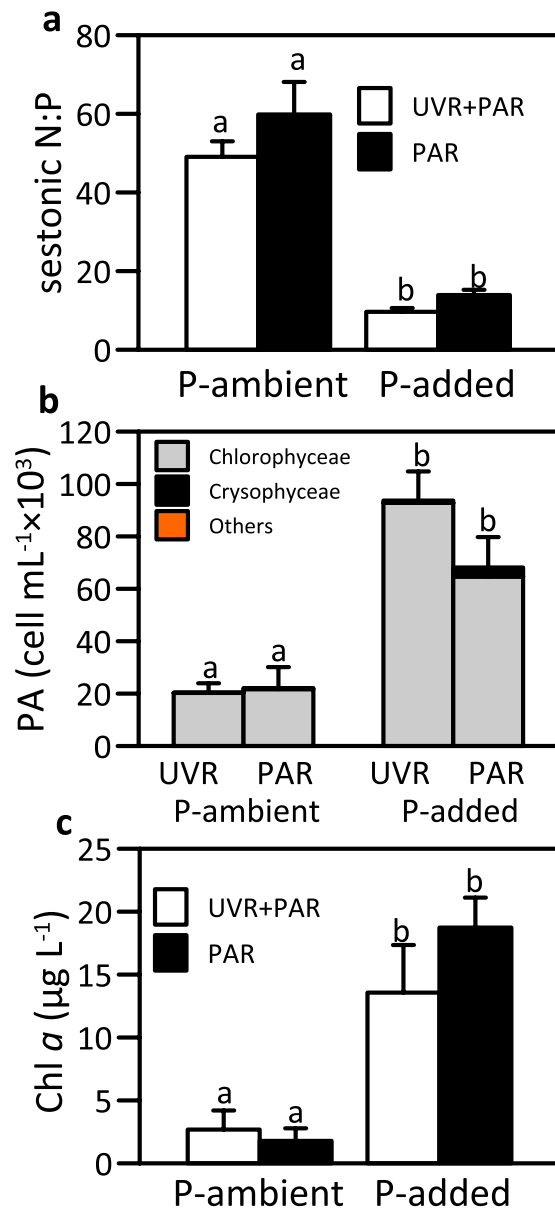 a
80
60
40
20
0
sestonic N:P
a
a
b
b
UVR+PAR
PAR
P-ambient P-added
b
120
100
80
60
40
20
0
PA (cell mL⁻¹×10³)
Chlorophyceae
Crysophyceae
Others
a
a
b
b
UVR PAR UVR PAR
P-ambient P-added
c
25
20
15
10
5
0
Chl a (µg L⁻¹)
UVR+PAR
PAR
a
a
b
b
P-ambient P-added